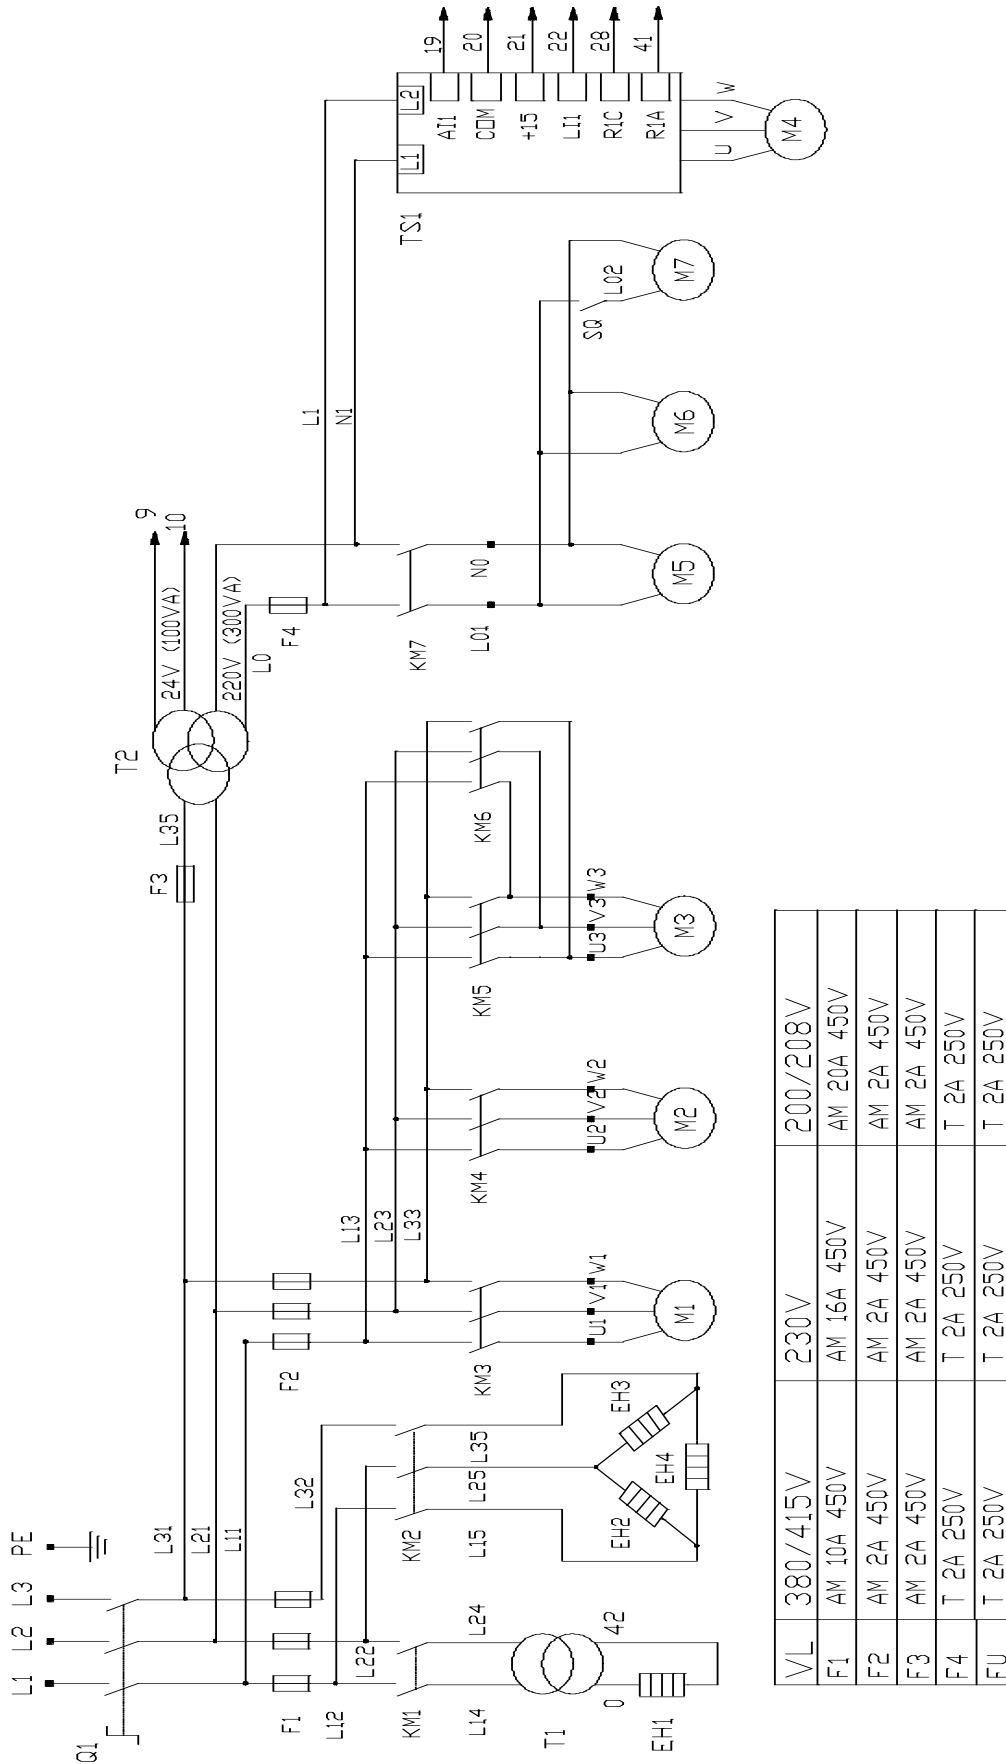 L1 L2 L3 PE
Q1
L31
L21
L11
F1
L12
L22
L32
KM1
KM2
L14
L24
L15
L25
L35
T1
0
42
EH1
EH2
EH3
EH4
F2
L13
L23
L33
KM3
KM4
KM5
KM6
U1 V1 W1
U2 V2 W2
U3 V3 W3
M1
M2
M3
F3
L35
T2
9
10
24V (100VA)
220V (300VA)
L0
F4
L1
N1
KM7
L01
N0
M5
M6
M7
SQ
L02
TS1
L1
L2
AI1
COM
+15
LI1
R1C
R1A
19
20
21
22
28
41
U
V
W
M4
VL 380/415V 230V 200/208V
F1 AM 10A 450V AM 16A 450V AM 20A 450V
F2 AM 2A 450V AM 2A 450V AM 2A 450V
F3 AM 2A 450V AM 2A 450V AM 2A 450V
F4 T 2A 250V T 2A 250V T 2A 250V
FU T 2A 250V T 2A 250V T 2A 250V